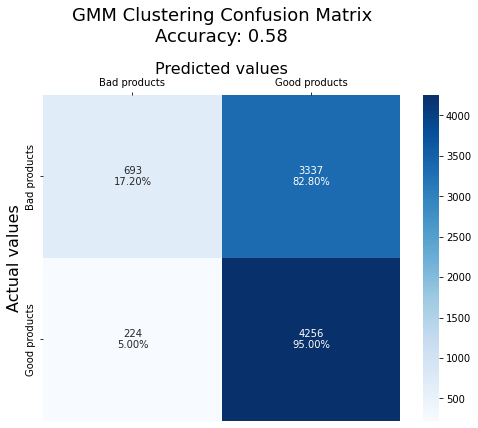 GMM Clustering Confusion Matrix
Accuracy: 0.58
Predicted values
Bad products
Good products
Actual values
Bad products
693
17.20%
3337
82.80%
Good products
224
5.00%
4256
95.00%
4000
3500
3000
2500
2000
1500
1000
500